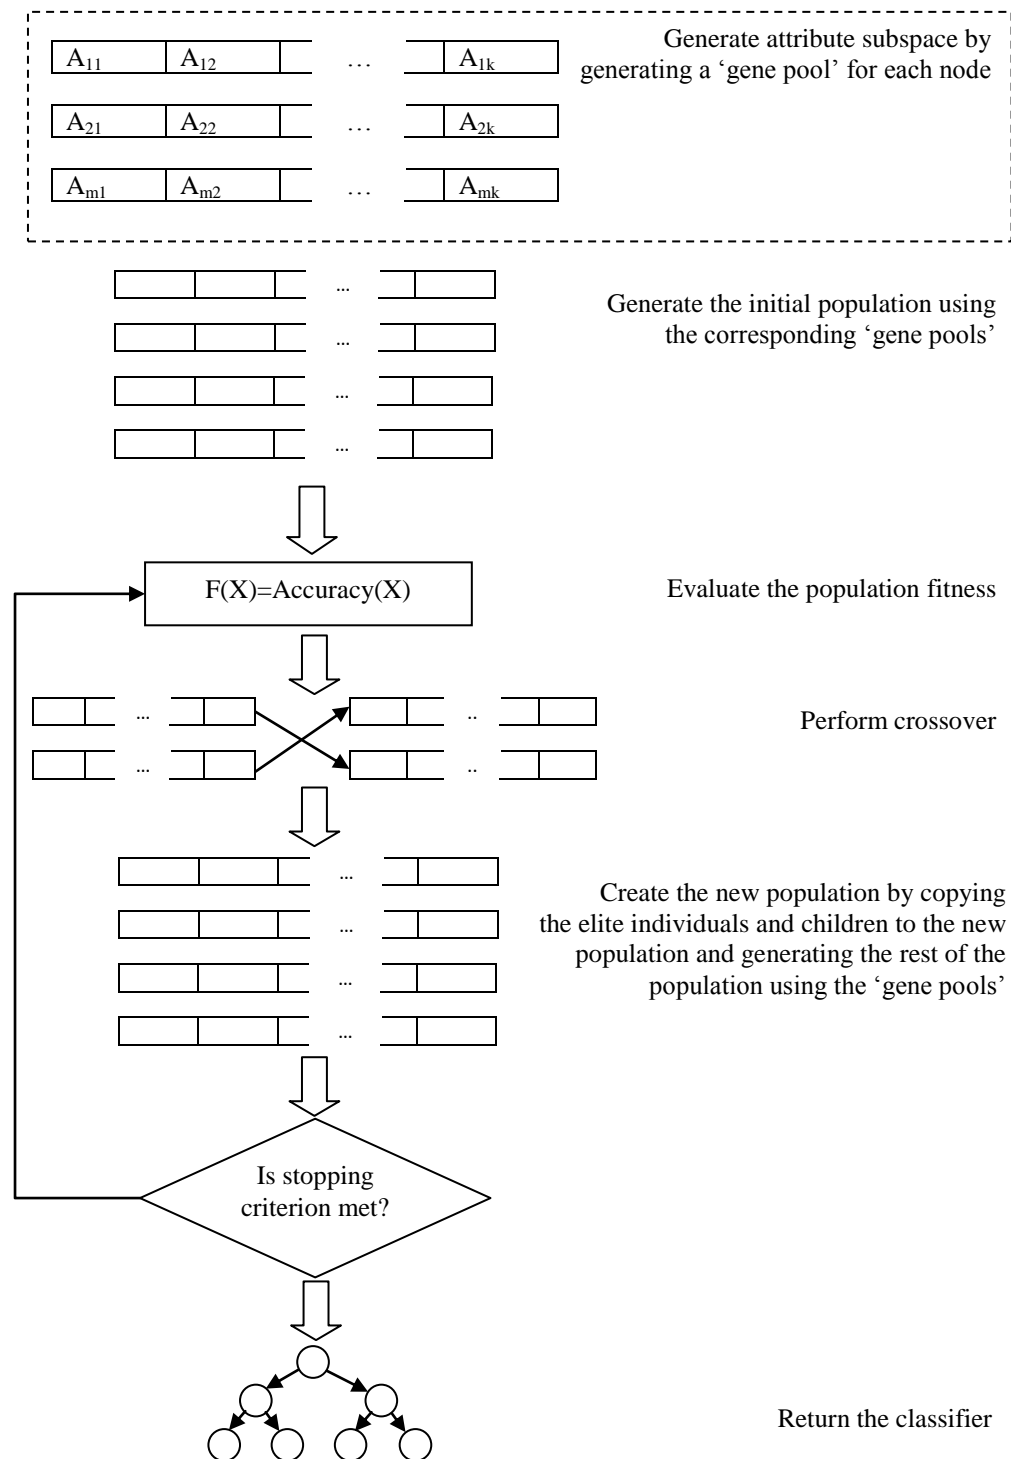 Generate attribute subspace by
generating a ‘gene pool’ for each node
A11 A12 … A1k
A21 A22 … A2k
Am1 Am2 … Amk
...
Generate the initial population using
the corresponding ‘gene pools’
...
...
...
F(X)=Accuracy(X)
Evaluate the population fitness
... ..
Perform crossover
... ..
...
Create the new population by copying
the elite individuals and children to the new
population and generating the rest of the
population using the ‘gene pools’
...
...
...
Is stopping
criterion met?
Return the classifier